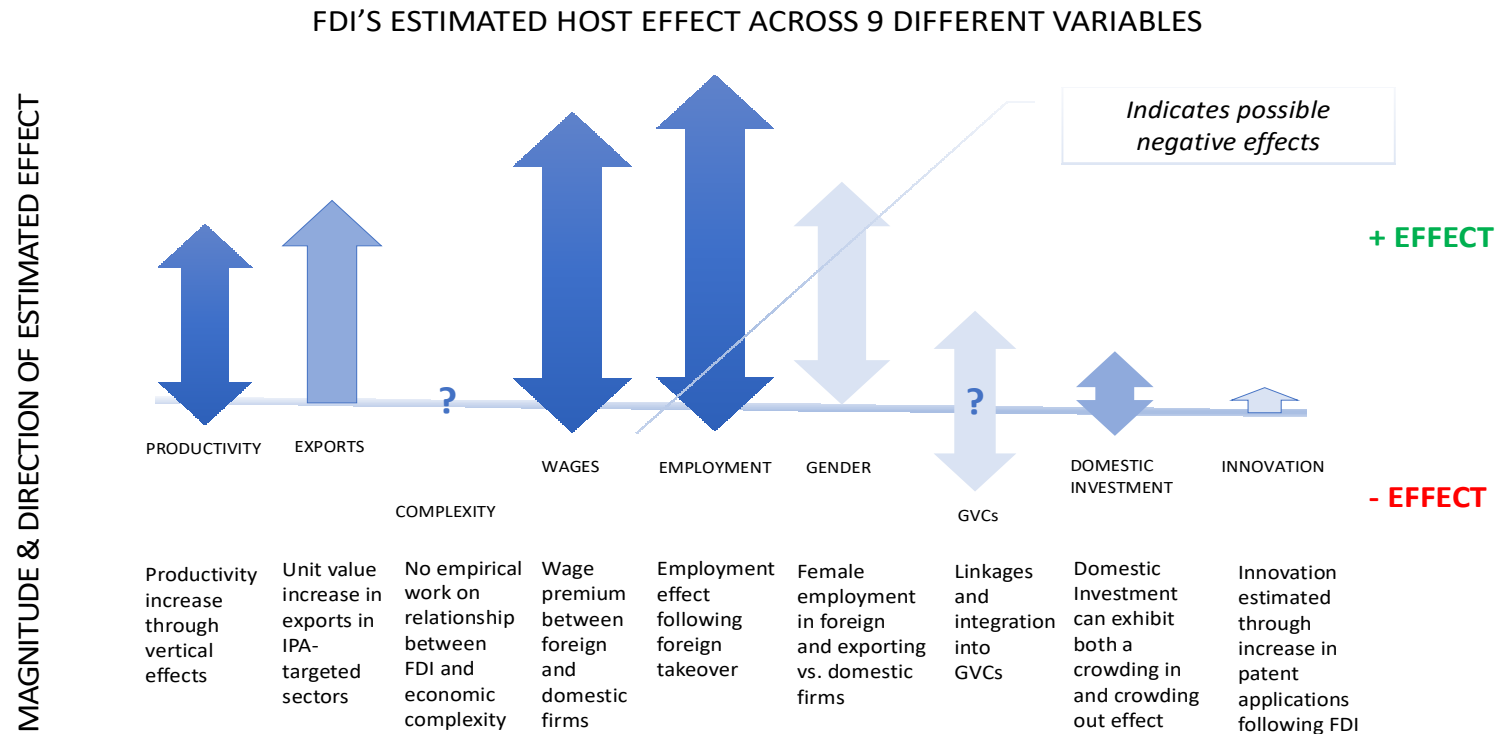 FDI'S ESTIMATED HOST EFFECT ACROSS 9 DIFFERENT VARIABLES
MAGNITUDE & DIRECTION OF ESTIMATED EFFECT
Indicates possible
negative effects
+ EFFECT
- EFFECT
?
?
PRODUCTIVITY
EXPORTS
COMPLEXITY
WAGES
EMPLOYMENT
GENDER
GVCs
DOMESTIC
INVESTMENT
INNOVATION
Productivity
increase
through
vertical
effects
Unit value
increase in
exports in
IPA-
targeted
sectors
No empirical
work on
relationship
between
FDI and
economic
complexity
Wage
premium
between
foreign
and
domestic
firms
Employment
effect
following
foreign
takeover
Female
employment
in foreign
and exporting
vs. domestic
firms
Linkages
and
integration
into
GVCs
Domestic
Investment
can exhibit
both a
crowding in
and crowding
out effect
Innovation
estimated
through
increase in
patent
applications
following FDI